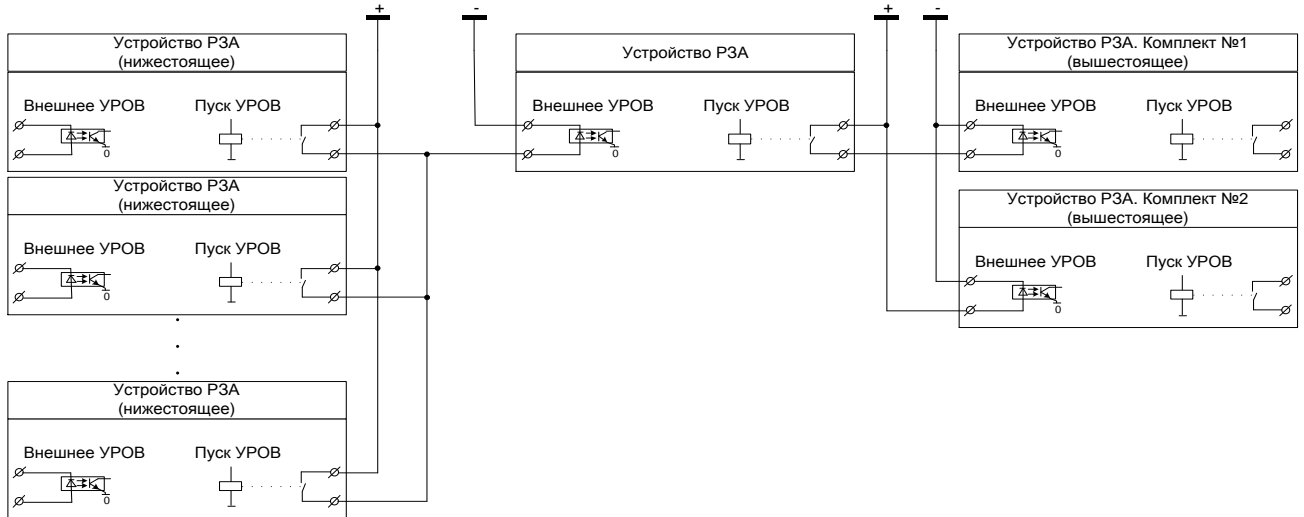 + - + -
Устройство РЗА
(нижестоящее)
Внешнее УРОВ Пуск УРОВ
0
Устройство РЗА
(нижестоящее)
Внешнее УРОВ Пуск УРОВ
0
Устройство РЗА
(нижестоящее)
Внешнее УРОВ Пуск УРОВ
0
Устройство РЗА
Внешнее УРОВ Пуск УРОВ
0
Устройство РЗА. Комплект №1
(вышестоящее)
Внешнее УРОВ Пуск УРОВ
0
Устройство РЗА. Комплект №2
(вышестоящее)
Внешнее УРОВ Пуск УРОВ
0